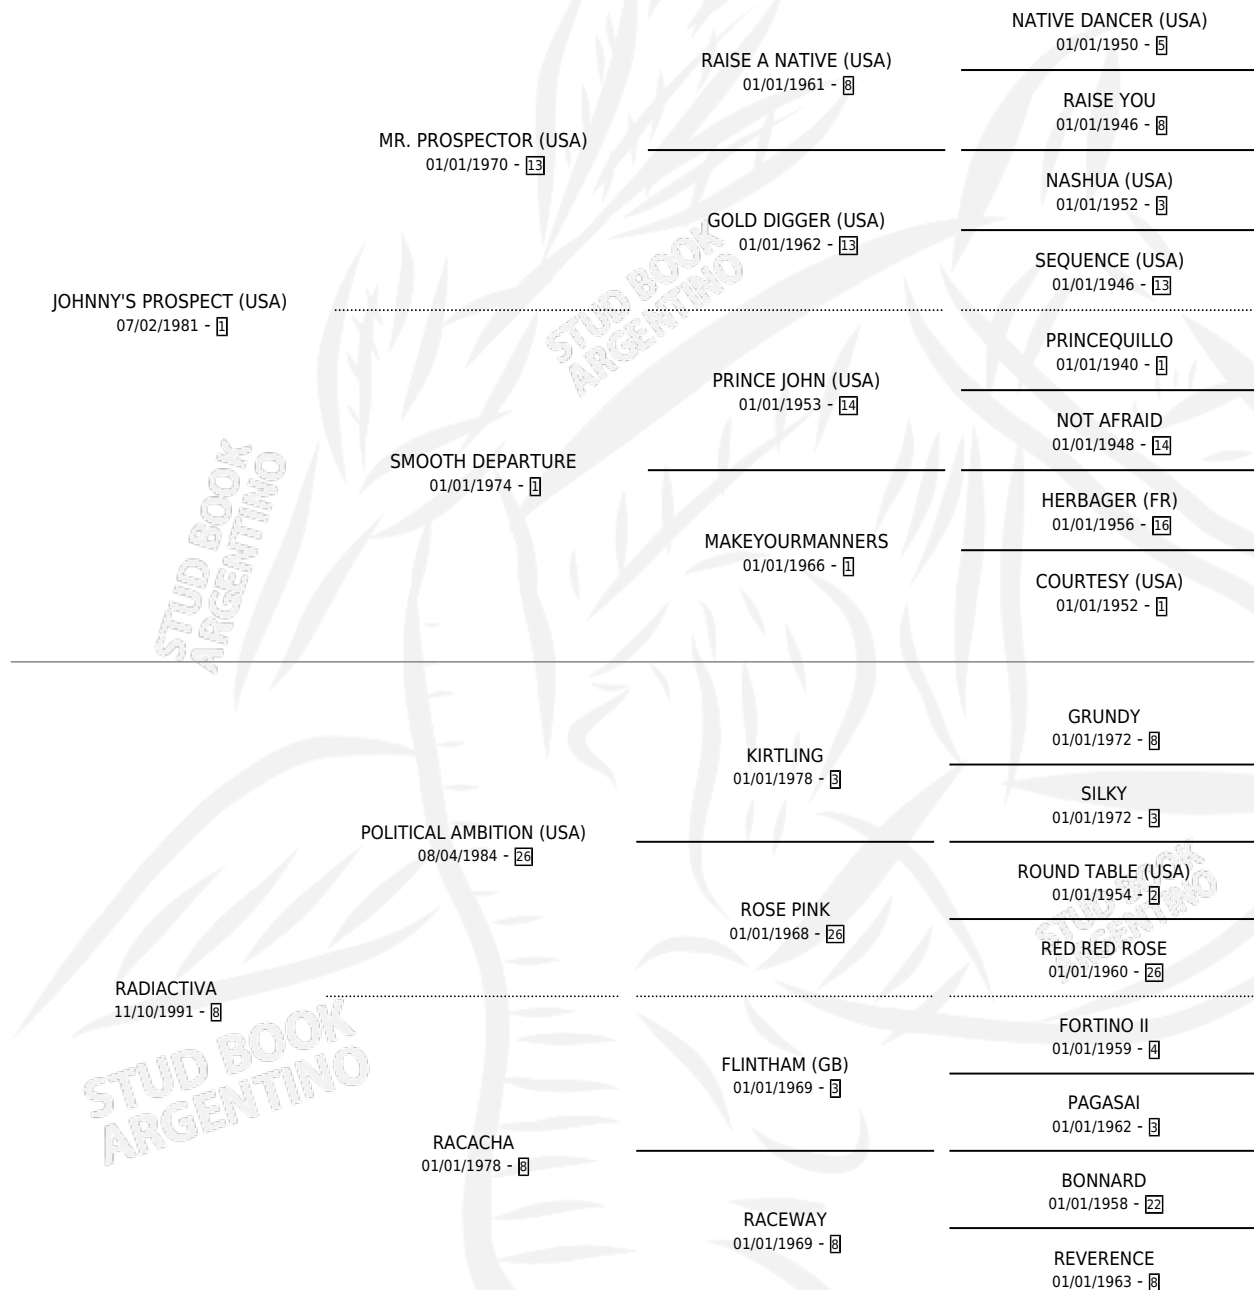 NATIVE DANCER (USA)
01/01/1950 - 5
RAISE A NATIVE (USA)
01/01/1961 - 8
RAISE YOU
01/01/1946 - 8
MR. PROSPECTOR (USA)
01/01/1970 - 13
NASHUA (USA)
01/01/1952 - 3
GOLD DIGGER (USA)
01/01/1962 - 13
SEQUENCE (USA)
01/01/1946 - 13
JOHNNY'S PROSPECT (USA)
07/02/1981 - 1
STUD BOOK
ARGENTINO
PRINCEQUILLO
01/01/1940 - 1
PRINCE JOHN (USA)
01/01/1953 - 14
NOT AFRAID
01/01/1948 - 14
SMOOTH DEPARTURE
01/01/1974 - 1
HERBAGER (FR)
01/01/1956 - 16
MAKEYOURMANNERS
01/01/1966 - 1
COURTESY (USA)
01/01/1952 - 1
STUD BOOK
ARGENTINO
GRUNDY
01/01/1972 - 8
KIRTLING
01/01/1978 - 3
SILKY
01/01/1972 - 3
POLITICAL AMBITION (USA)
08/04/1984 - 26
ROUND TABLE (USA)
01/01/1954 - 2
ROSE PINK
01/01/1968 - 26
RED RED ROSE
01/01/1960 - 26
STUD BOOK
ARGENTINO
RADIACTIVA
11/10/1991 - 8
FORTINO II
01/01/1959 - 4
FLINTHAM (GB)
01/01/1969 - 3
PAGASAI
01/01/1962 - 3
STUD BOOK
ARGENTINO
RACACHA
01/01/1978 - 8
BONNARD
01/01/1958 - 22
RACEWAY
01/01/1969 - 8
REVERENCE
01/01/1963 - 8